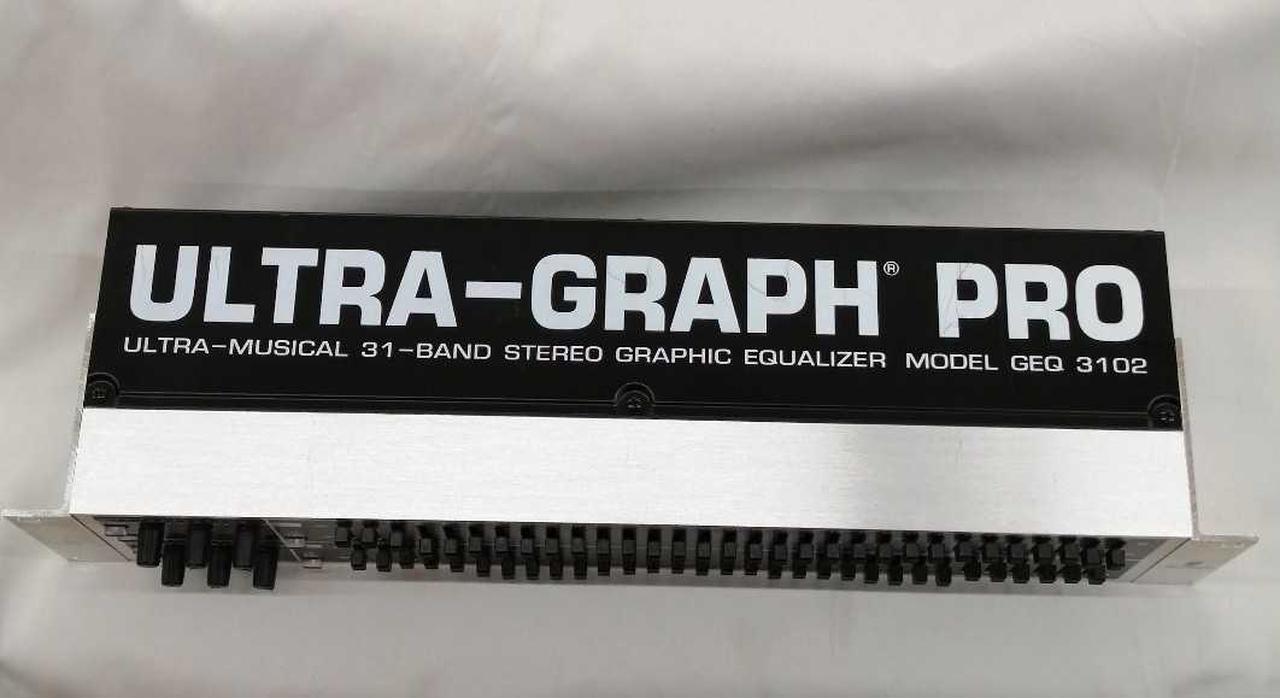 ULTRA-GRAPH® PRO
ULTRA-MUSICAL 31-BAND STEREO GRAPHIC EQUALIZER MODEL GEQ 3102